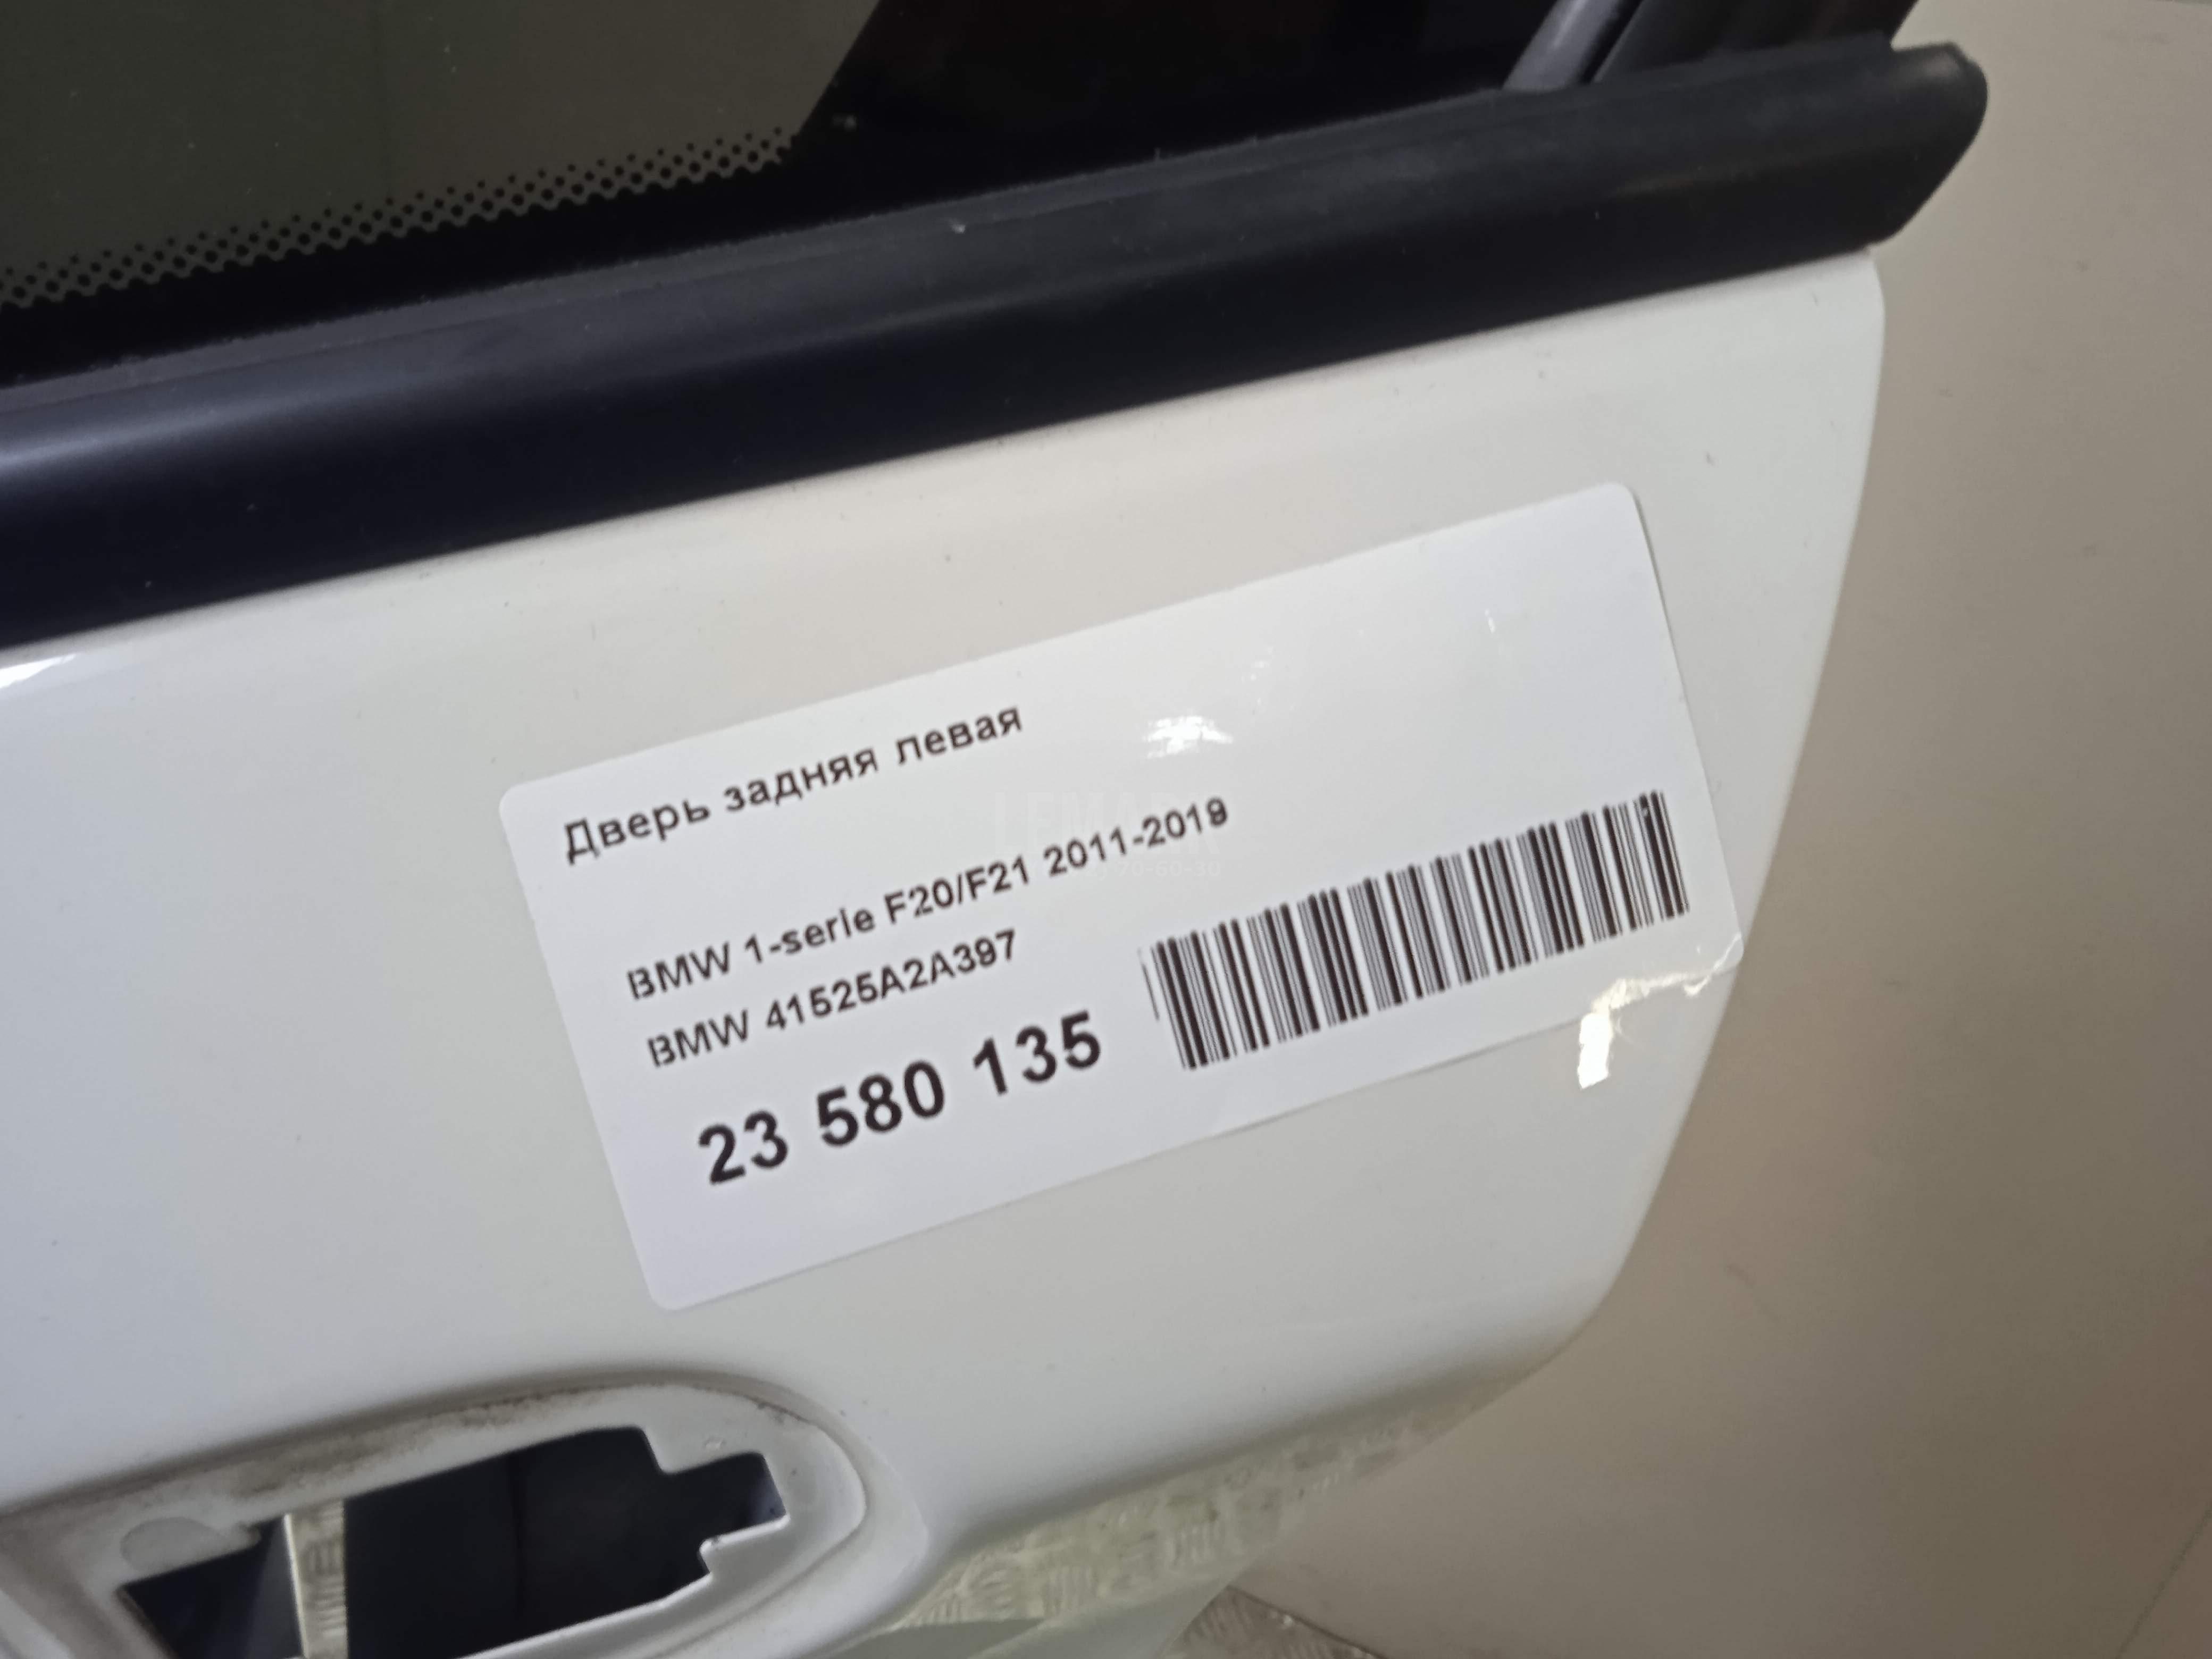 Дверь задняя левая
BMW 1-serie F20/F21 2011-2019
BMW 41525A2A397
23 580 135